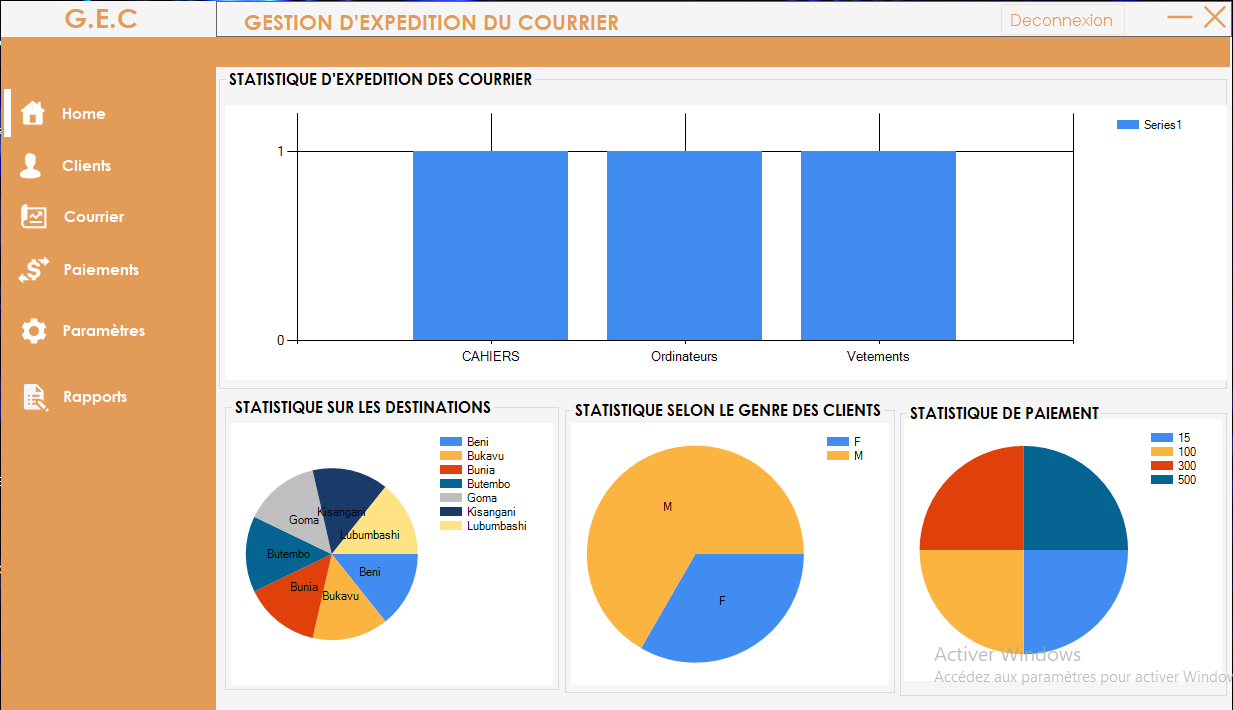 G.E.C
GESTION D'EXPEDITION DU COURRIER
Deconnexion
Home
Clients
Courrier
Paiements
Paramètres
Rapports
STATISTIQUE D'EXPEDITION DES COURRIER
1
0
CAHIERS
Ordinateurs
Vetements
Series1
STATISTIQUE SUR LES DESTINATIONS
Kisangani
Goma
Lubumbashi
Butembo
Beni
Bunia
Bukavu
Beni
Bukavu
Bunia
Butembo
Goma
Kisangani
Lubumbashi
STATISTIQUE SELON LE GENRE DES CLIENTS
M
F
F
M
STATISTIQUE DE PAIEMENT
15
100
300
500
Activer Windows
Accédez aux paramètres pour activer Window